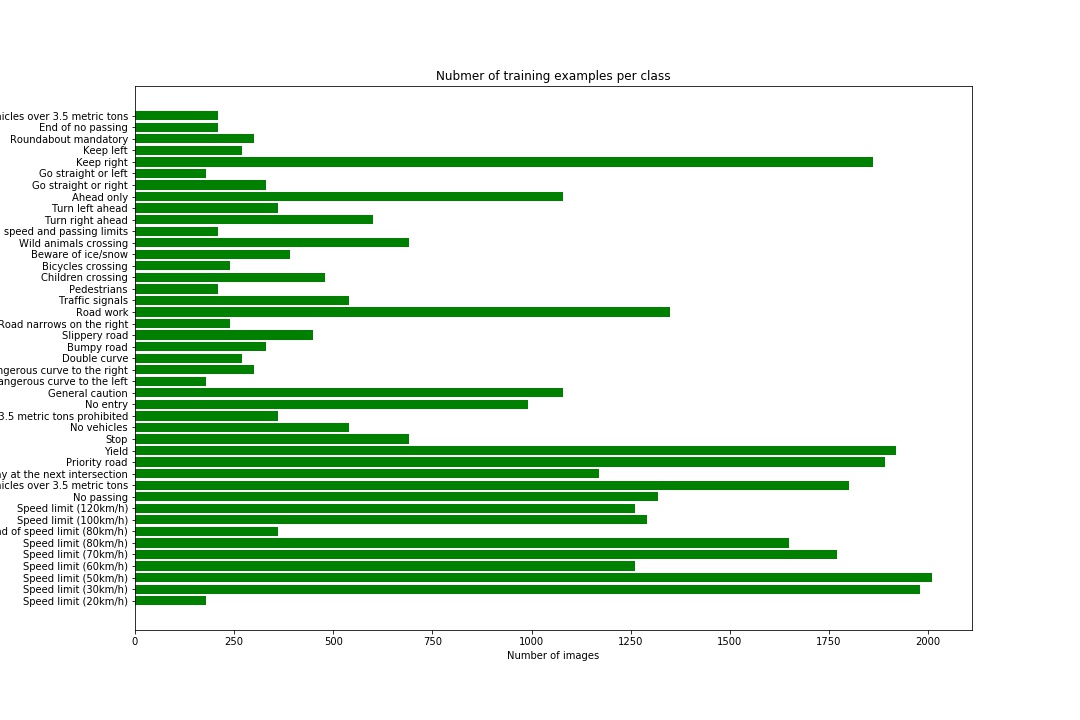 Nubmer of training examples per class
icles over 3.5 metric tons
End of no passing
Roundabout mandatory
Keep left
Keep right
Go straight or left
Go straight or right
Ahead only
Turn left ahead
Turn right ahead
speed and passing limits
Wild animals crossing
Beware of ice/snow
Bicycles crossing
Children crossing
Pedestrians
Traffic signals
Road work
Road narrows on the right
Slippery road
Bumpy road
Double curve
ngerous curve to the right
angerous curve to the left
General caution
No entry
3.5 metric tons prohibited
No vehicles
Stop
Yield
Priority road
y at the next intersection
icles over 3.5 metric tons
No passing
Speed limit (120km/h)
Speed limit (100km/h)
d of speed limit (80km/h)
Speed limit (80km/h)
Speed limit (70km/h)
Speed limit (60km/h)
Speed limit (50km/h)
Speed limit (30km/h)
Speed limit (20km/h)
0 250 500 750 1000 1250 1500 1750 2000
Number of images